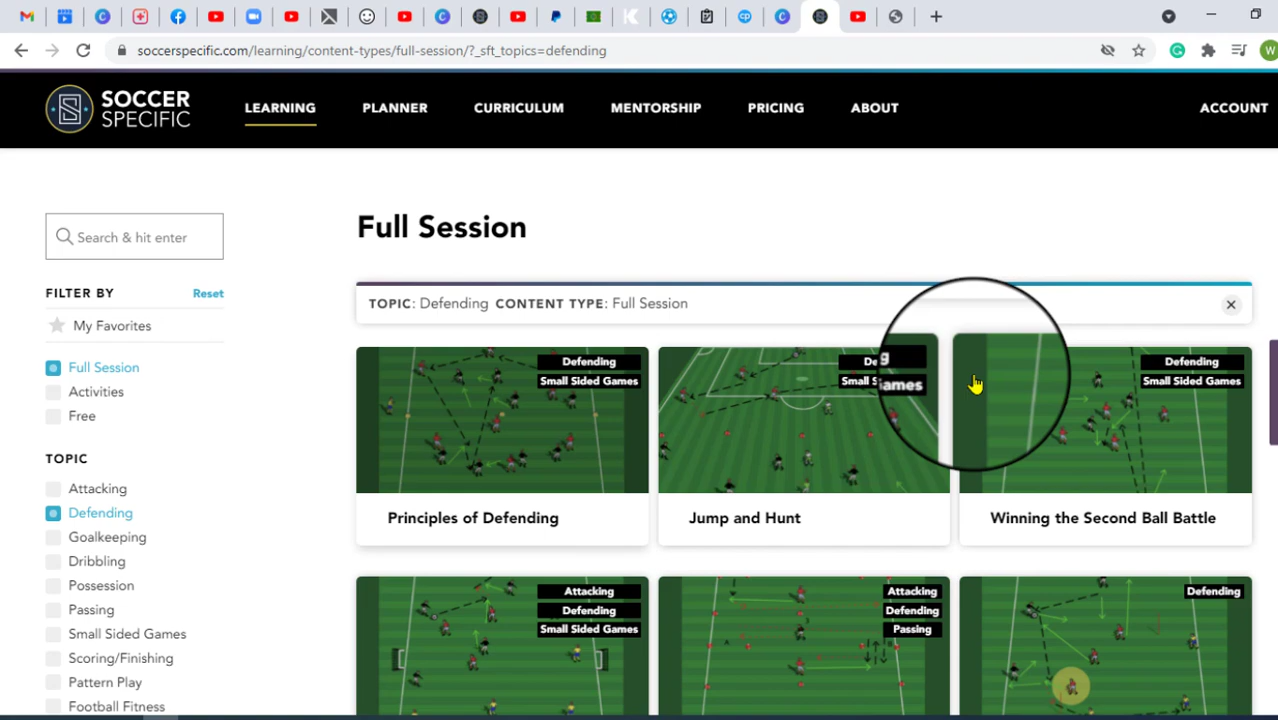 soccerspecific.com/learning/content-types/full-session/?_sft_topics=defending
W
SOCCER SPECIFIC
LEARNING PLANNER CURRICULUM MENTORSHIP PRICING ABOUT ACCOUNT
Search & hit enter
FILTER BY Reset
My Favorites
Full Session
Activities
Free
TOPIC
Attacking
Defending
Goalkeeping
Dribbling
Possession
Passing
Small Sided Games
Scoring/Finishing
Pattern Play
Football Fitness
Full Session
TOPIC: Defending CONTENT TYPE: Full Session
Defending
Small Sided Games
Principles of Defending
De g
Small S ames
Jump and Hunt
Defending
Small Sided Games
Winning the Second Ball Battle
Attacking
Defending
Small Sided Games
Attacking
Defending
Passing
Defending